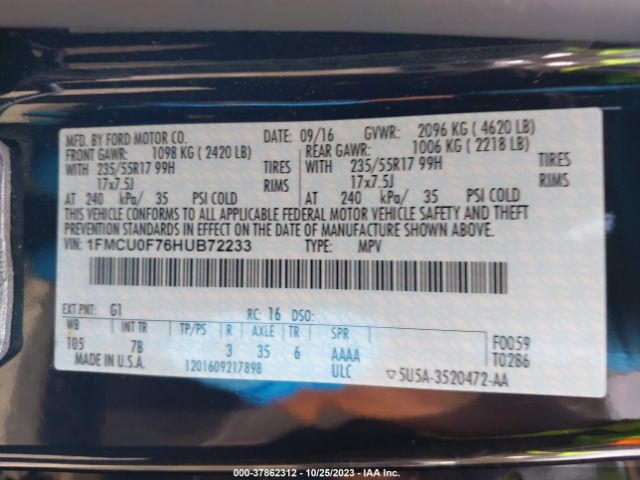 MFD. BY FORD MOTOR CO. DATE: 09/16 GVWR: 2096 KG ( 4620 LB)
FRONT GAWR: 1098 KG ( 2420 LB) REAR GAWR: 1006 KG ( 2218 LB)
WITH 235/55R17 99H TIRES WITH 235/55R17 99H TIRES
17x7.5J RIMS 17x7.5J RIMS
AT 240 kPa/ 35 PSI COLD AT 240 kPa/ 35 PSI COLD
THIS VEHICLE CONFORMS TO ALL APPLICABLE FEDERAL MOTOR VEHICLE SAFETY AND THEFT
PREVENTION STANDARDS IN EFFECT ON THE DATE OF MANUFACTURE SHOWN ABOVE.
VIN: 1FMCU0F76HUB72233 TYPE: MPV
EXT PNT: G1 RC: 16 DSO:
WB INT TR TP/PS R AXLE TR SPR F0059
105 7B 3 35 6 AAAA T0286
MADE IN U.S.A. 1201609217898 ULC ▽5U5A-3520472-AA
000-37862312 - 10/25/2023 - IAA Inc.